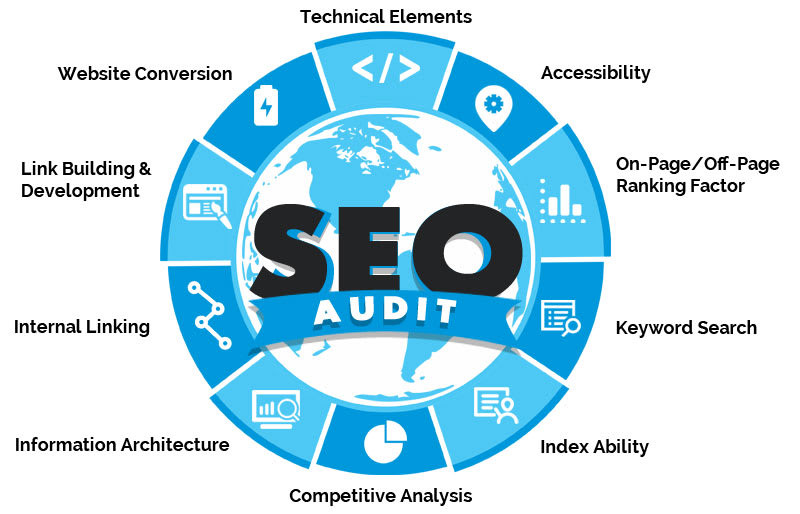 Technical Elements
Website Conversion
Accessibility
Link Building &
Development
On-Page/Off-Page
Ranking Factor
</>
SEO
AUDIT
Internal Linking
Keyword Search
Information Architecture
Index Ability
Competitive Analysis